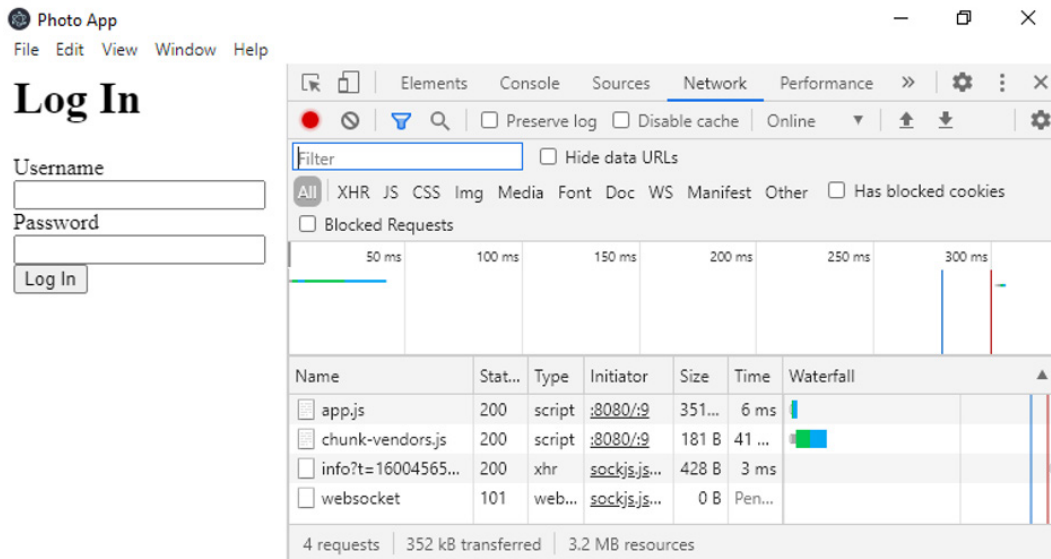 Photo App
File Edit View Window Help
Log In
Username
Password
Log In
Elements Console Sources Network Performance »
Preserve log Disable cache Online
Filter
Hide data URLs
All XHR JS CSS Img Media Font Doc WS Manifest Other Has blocked cookies
Blocked Requests
50 ms 100 ms 150 ms 200 ms 250 ms 300 ms
Name Stat... Type Initiator Size Time Waterfall
app.js 200 script :8080/:9 351... 6 ms
chunk-vendors.js 200 script :8080/:9 181 B 41 ...
info?t=16004565... 200 xhr sockjs.js... 428 B 3 ms
websocket 101 web... sockjs.js... 0 B Pen...
4 requests 352 kB transferred 3.2 MB resources